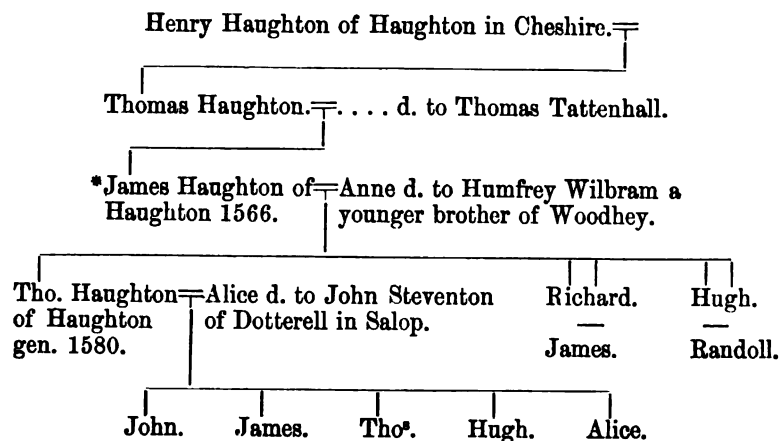 Henry Haughton of Haughton in Cheshire.
Thomas Haughton. . . . . d. to Thomas Tattenhall.
*James Haughton of Haughton 1566.
Anne d. to Humfrey Wilbram a younger brother of Woodhey.
Tho. Haughton of Haughton gen. 1580.
Alice d. to John Steventon of Dotterell in Salop.
Richard.
—
James.
Hugh.
—
Randoll.
John. James. Thoˢ. Hugh. Alice.